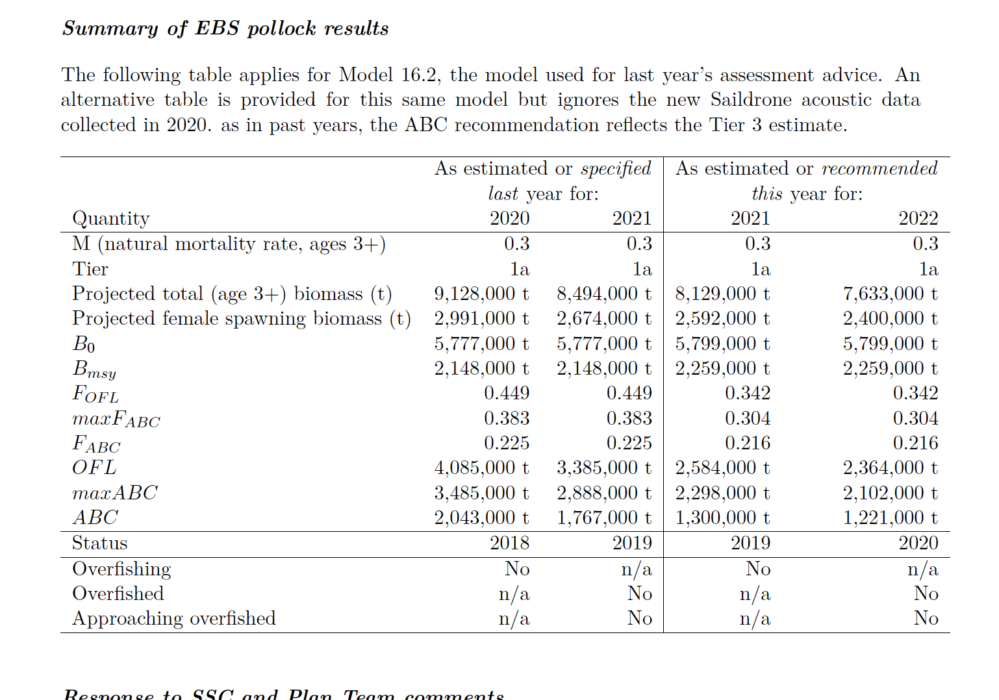 Summary of EBS pollock results
The following table applies for Model 16.2, the model used for last year's assessment advice. An
alternative table is provided for this same model but ignores the new Saildrone acoustic data
collected in 2020. as in past years, the ABC recommendation reflects the Tier 3 estimate.
As estimated or specified As estimated or recommended
last year for: this year for:
Quantity 2020 2021 2021 2022
M (natural mortality rate, ages 3+) 0.3 0.3 0.3 0.3
Tier 1a 1a 1a 1a
Projected total (age 3+) biomass (t) 9,128,000 t 8,494,000 t 8,129,000 t 7,633,000 t
Projected female spawning biomass (t) 2,991,000 t 2,674,000 t 2,592,000 t 2,400,000 t
B0 5,777,000 t 5,777,000 t 5,799,000 t 5,799,000 t
Bmsy 2,148,000 t 2,148,000 t 2,259,000 t 2,259,000 t
FOFL 0.449 0.449 0.342 0.342
maxFABC 0.383 0.383 0.304 0.304
FABC 0.225 0.225 0.216 0.216
OFL 4,085,000 t 3,385,000 t 2,584,000 t 2,364,000 t
maxABC 3,485,000 t 2,888,000 t 2,298,000 t 2,102,000 t
ABC 2,043,000 t 1,767,000 t 1,300,000 t 1,221,000 t
Status 2018 2019 2019 2020
Overfishing No n/a No n/a
Overfished n/a No n/a No
Approaching overfished n/a No n/a No
Response to SSC and Plan Team comments